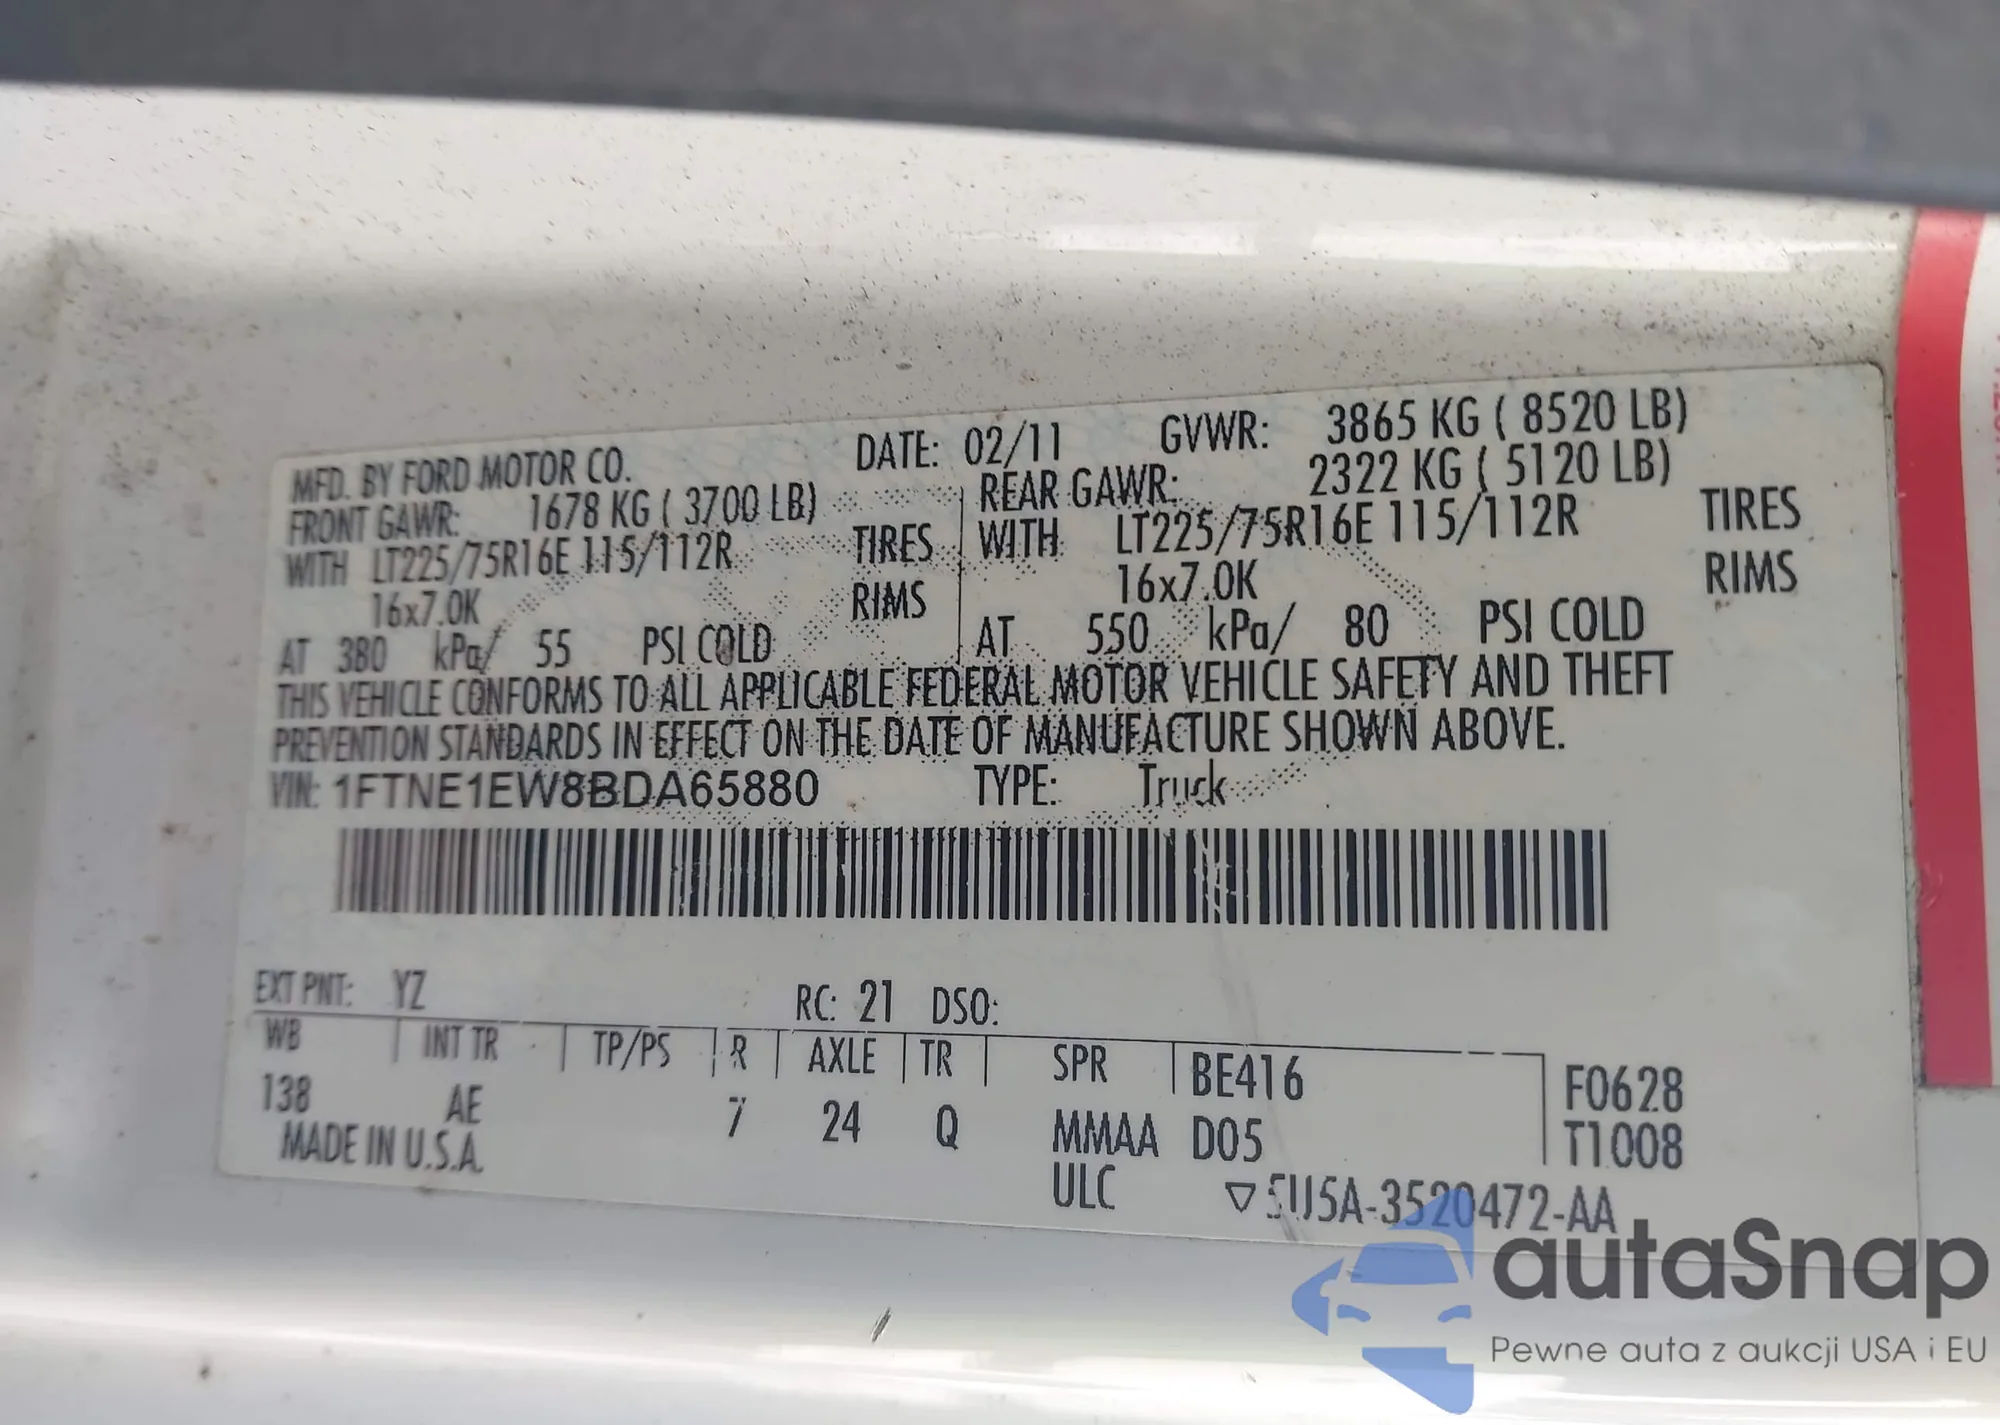 MFD. BY FORD MOTOR CO. DATE: 02/11 GVWR: 3865 KG ( 8520 LB)
FRONT GAWR: 1678 KG ( 3700 LB) REAR GAWR: 2322 KG ( 5120 LB)
WITH LT225/75R16E 115/112R TIRES WITH LT225/75R16E 115/112R TIRES
16x7.0K RIMS 16x7.0K RIMS
AT 380 kPa/ 55 PSI COLD AT 550 kPa/ 80 PSI COLD
THIS VEHICLE CONFORMS TO ALL APPLICABLE FEDERAL MOTOR VEHICLE SAFETY AND THEFT
PREVENTION STANDARDS IN EFFECT ON THE DATE OF MANUFACTURE SHOWN ABOVE.
VIN: 1FTNE1EW8BDA65880 TYPE: Truck
EXT PNT: YZ RC: 21 DSO:
WB INT TR TP/PS R AXLE TR SPR BE416 F0628
138 AE 7 24 Q MMAA D05 T1008
MADE IN U.S.A. ULC ▽5U5A-3520472-AA
autaSnap
Pewne auta z aukcji USA i EU